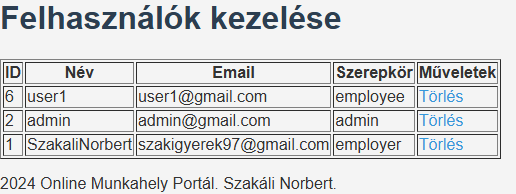 Felhasználók kezelése
ID Név Email Szerepkör Műveletek
6 user1 user1@gmail.com employee Törlés
2 admin admin@gmail.com admin Törlés
1 SzakaliNorbert szakigyerek97@gmail.com employer Törlés
2024 Online Munkahely Portál. Szakáli Norbert.